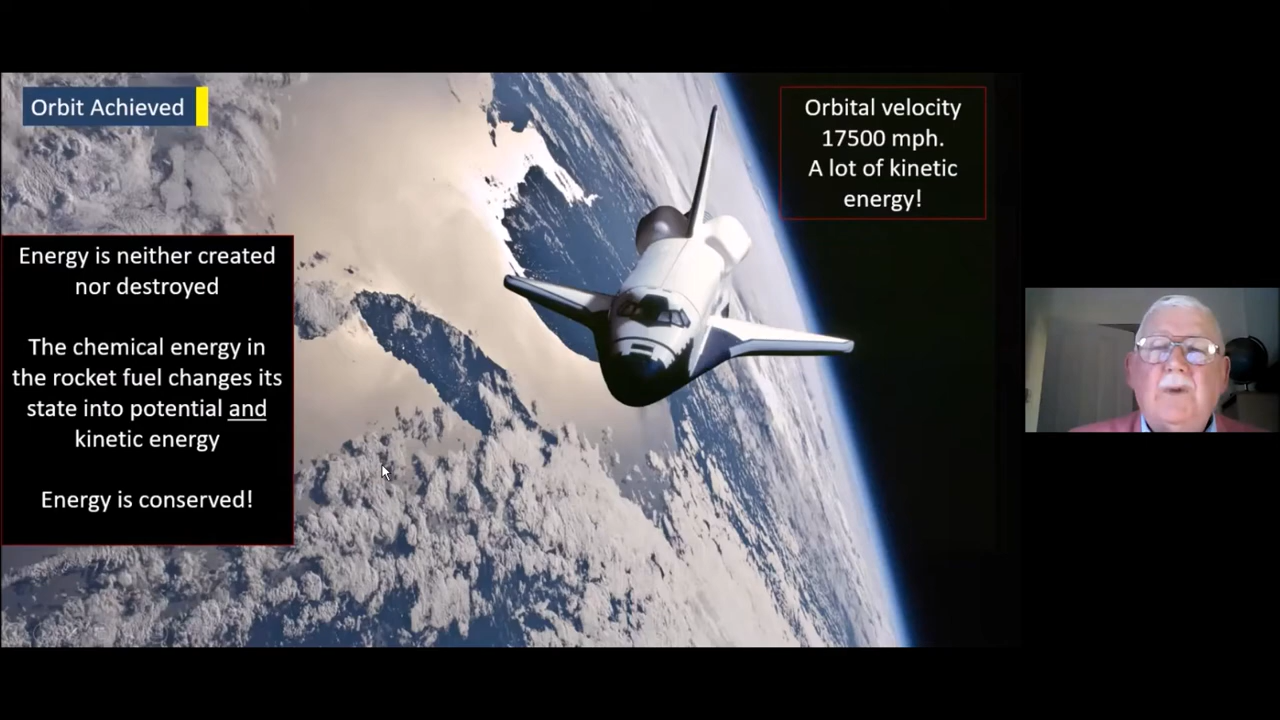 Orbit Achieved
Orbital velocity
17500 mph.
A lot of kinetic
energy!
Energy is neither created
nor destroyed
The chemical energy in
the rocket fuel changes its
state into potential and
kinetic energy
Energy is conserved!